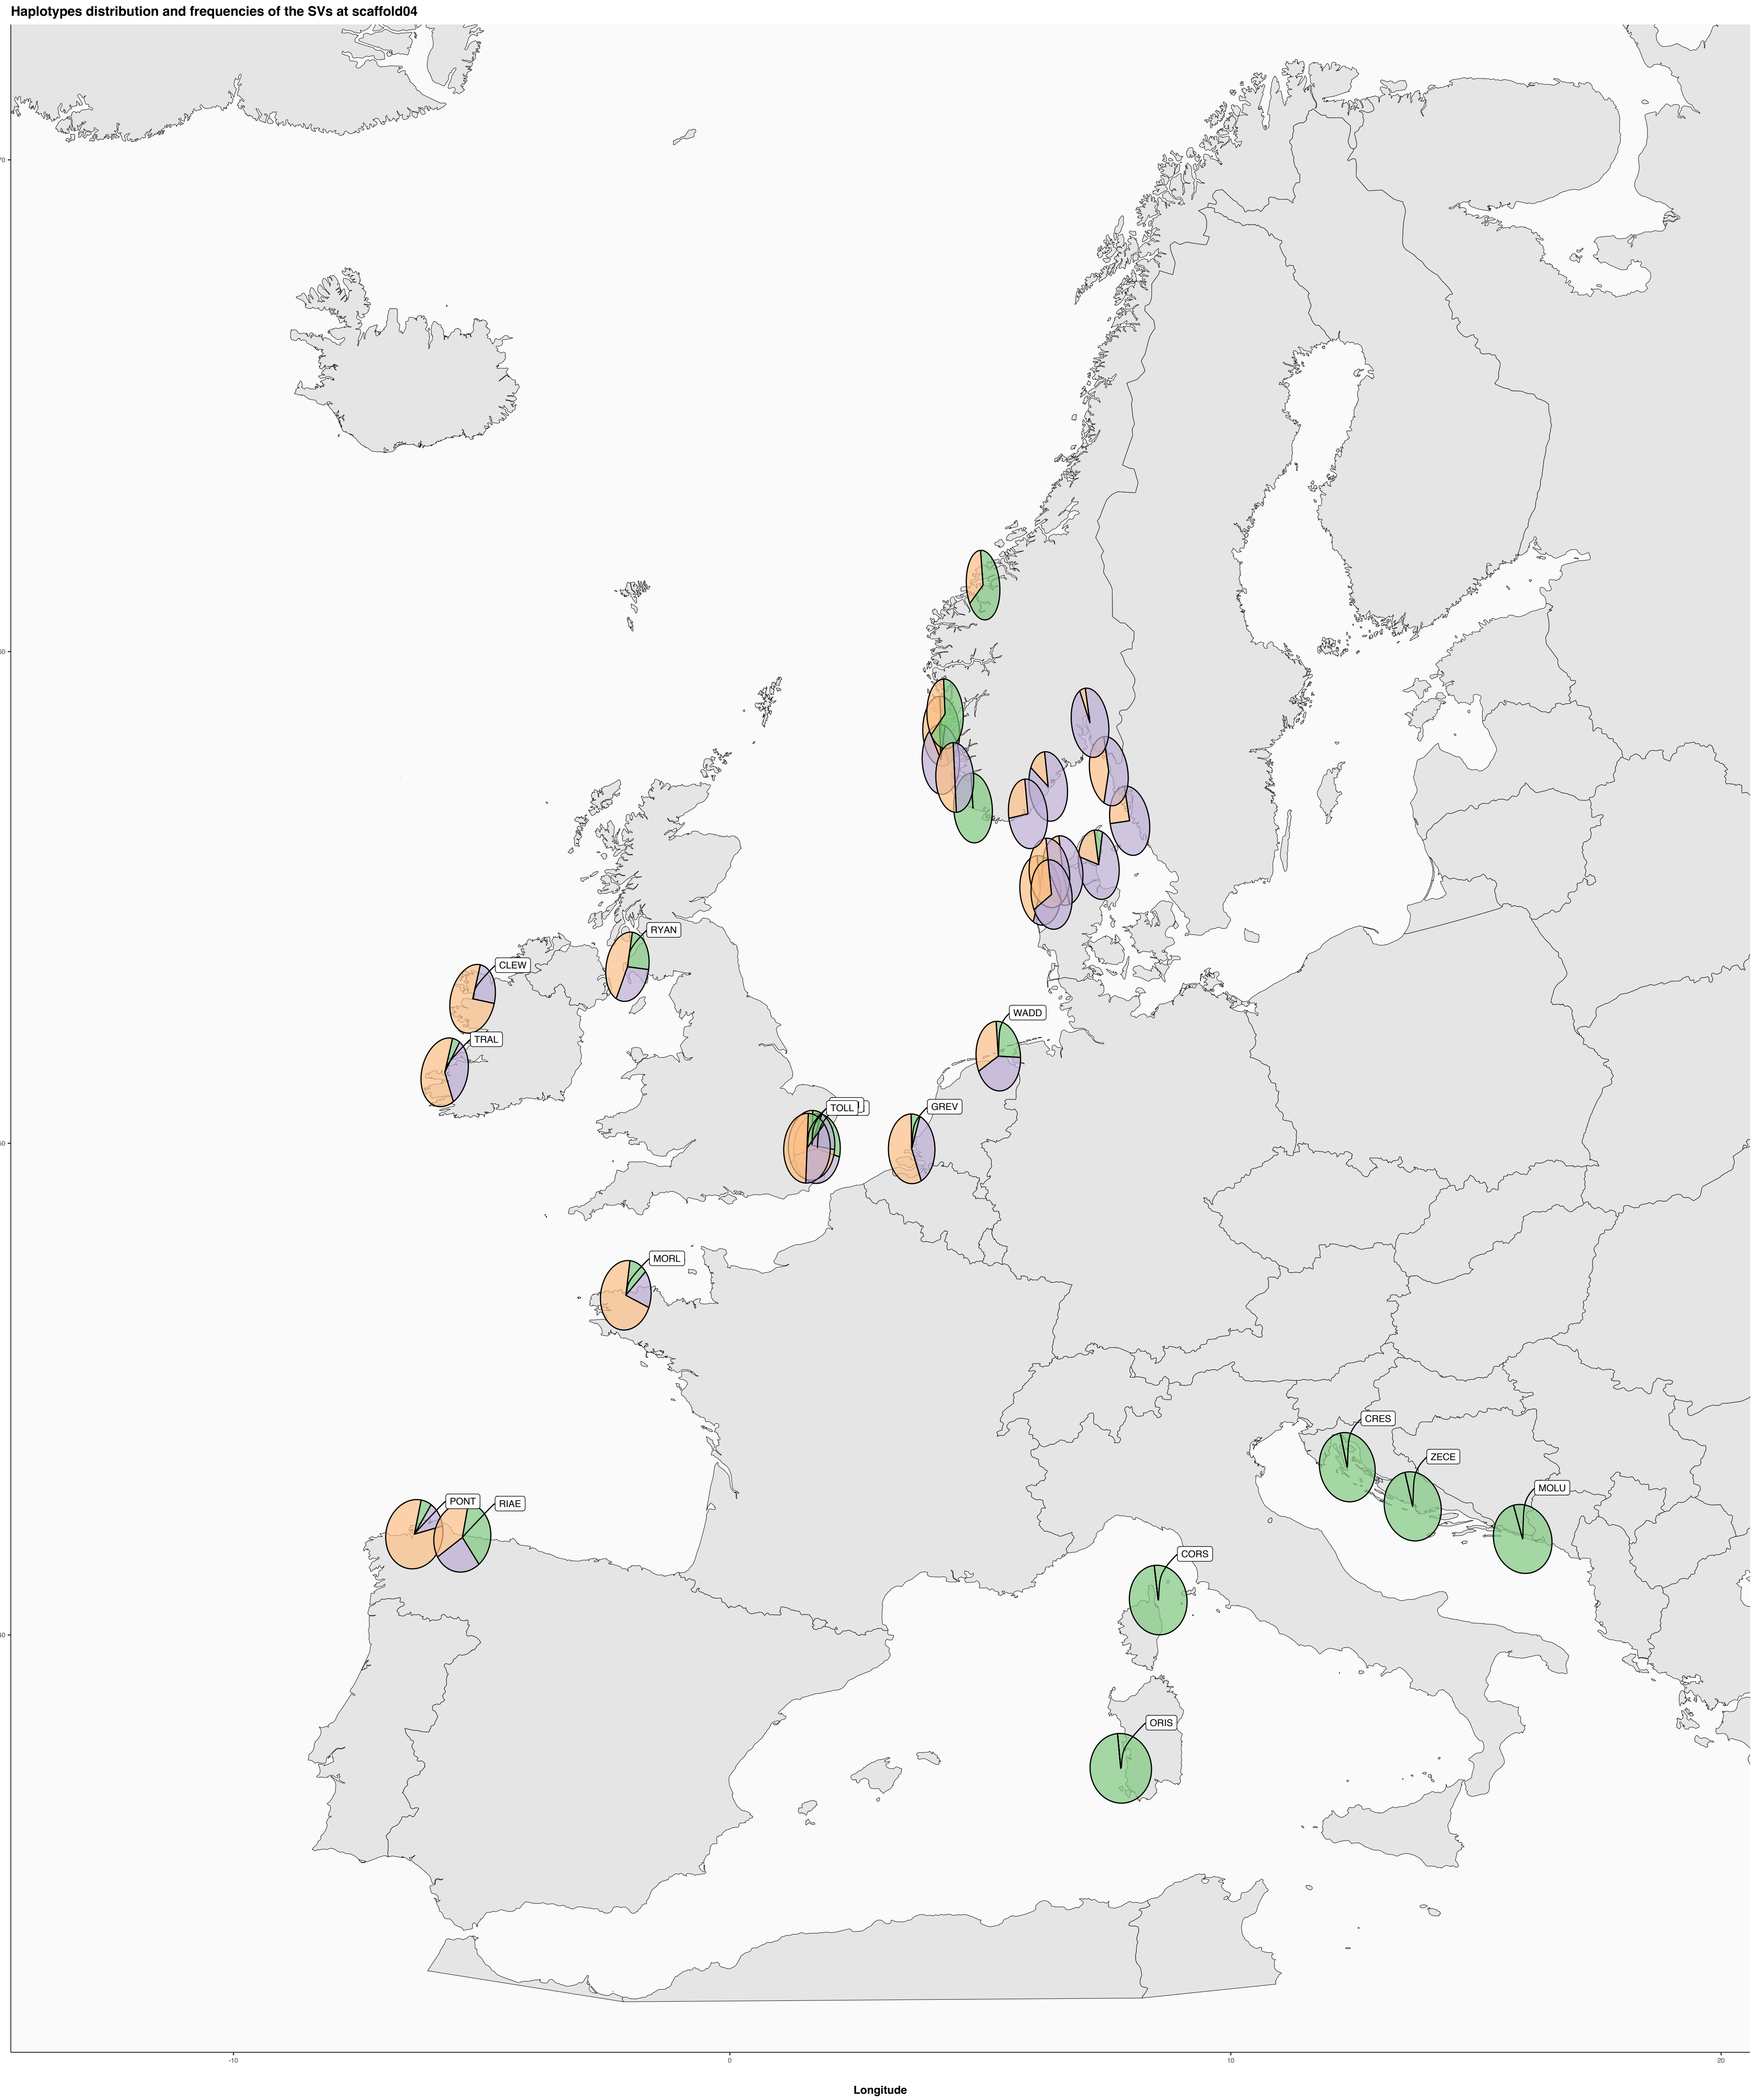 Haplotypes distribution and frequencies of the SVs at scaffold04
RYAN
CLEW
WADD
TRAL
TOLL
GREV
MORL
CRES
ZECE
MOLU
PONT
RIAE
CORS
ORIS
-10
0
10
20
Longitude